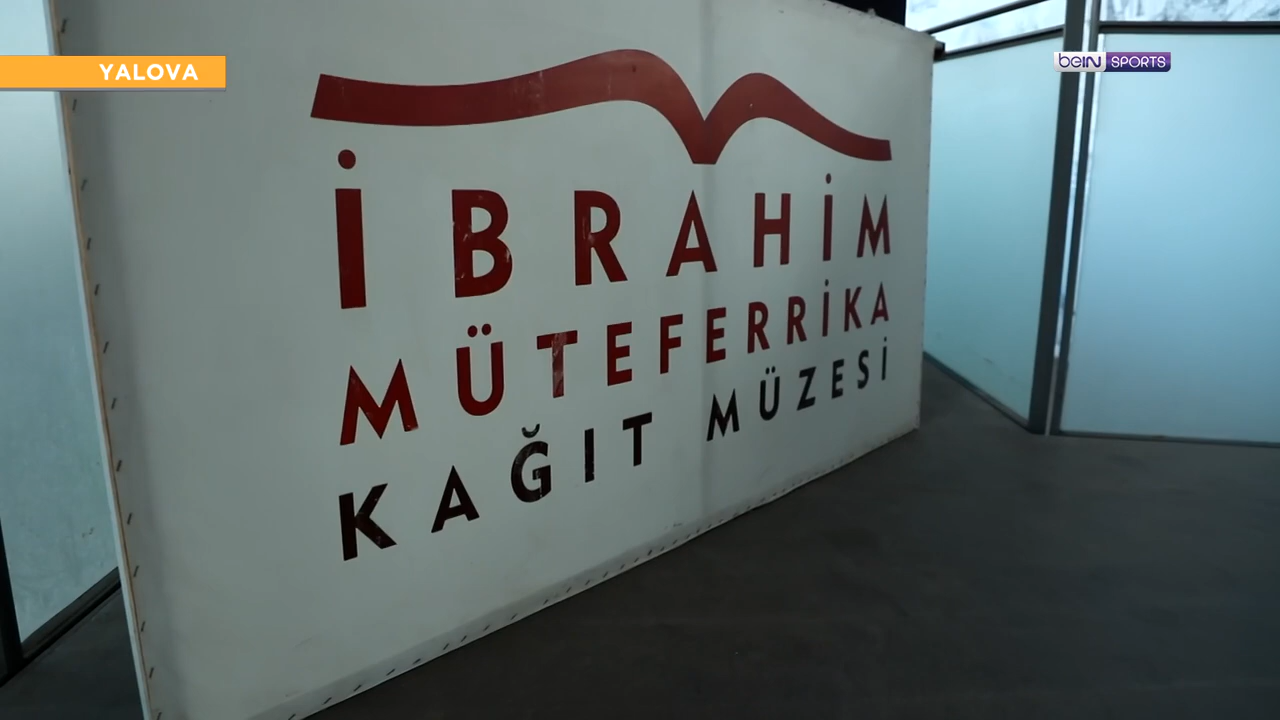 YALOVA
beIN SPORTS
İBRAHİM
MÜTEFERRİKA
KAĞIT MÜZESİ